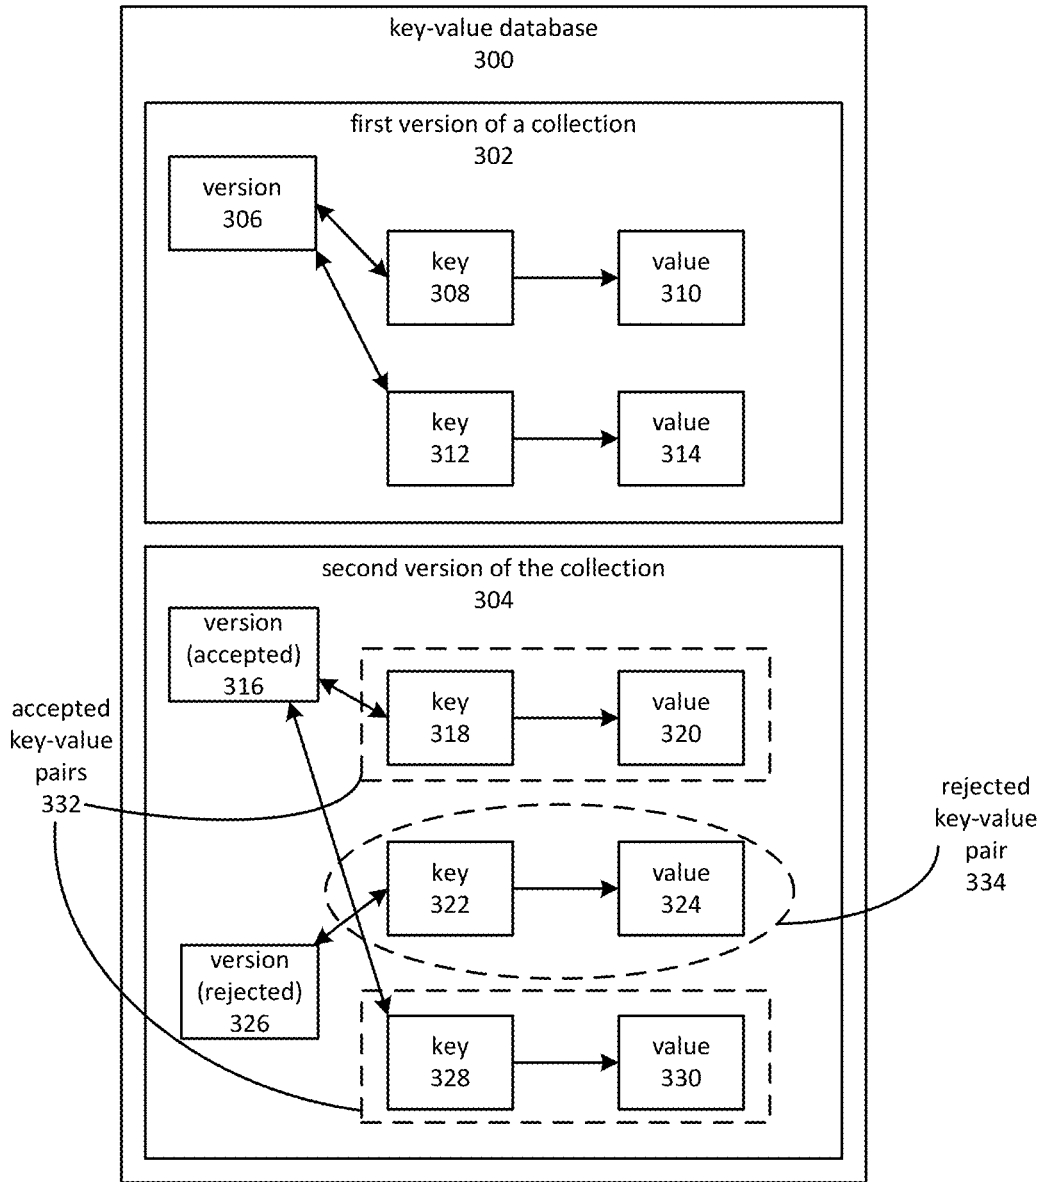 key-value database
300
first version of a collection
302
version
306
key
308
value
310
key
312
value
314
second version of the collection
304
version
(accepted)
316
key
318
value
320
accepted
key-value
pairs
332
rejected
key-value
pair
334
key
322
value
324
version
(rejected)
326
key
328
value
330